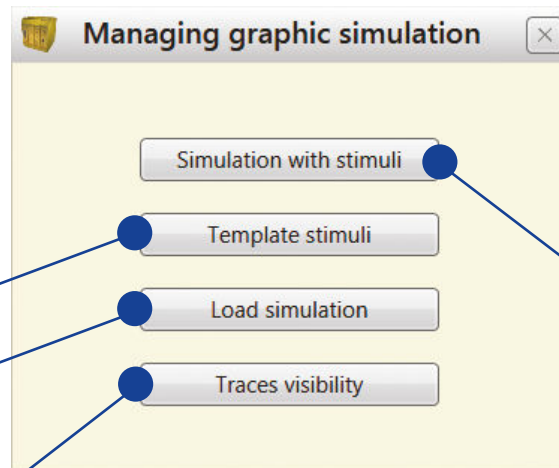 Managing graphic simulation
Simulation with stimuli
Template stimuli
Load simulation
Traces visibility